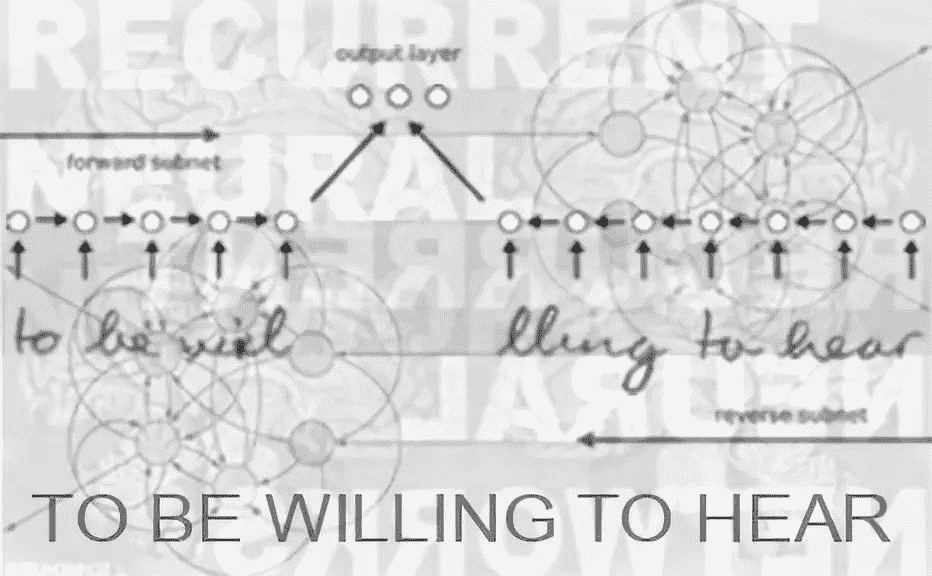 RECURRENT
output layer
forward subnet
NEURAL
to be wil lling to hear
reverse subnet
TO BE WILLING TO HEAR